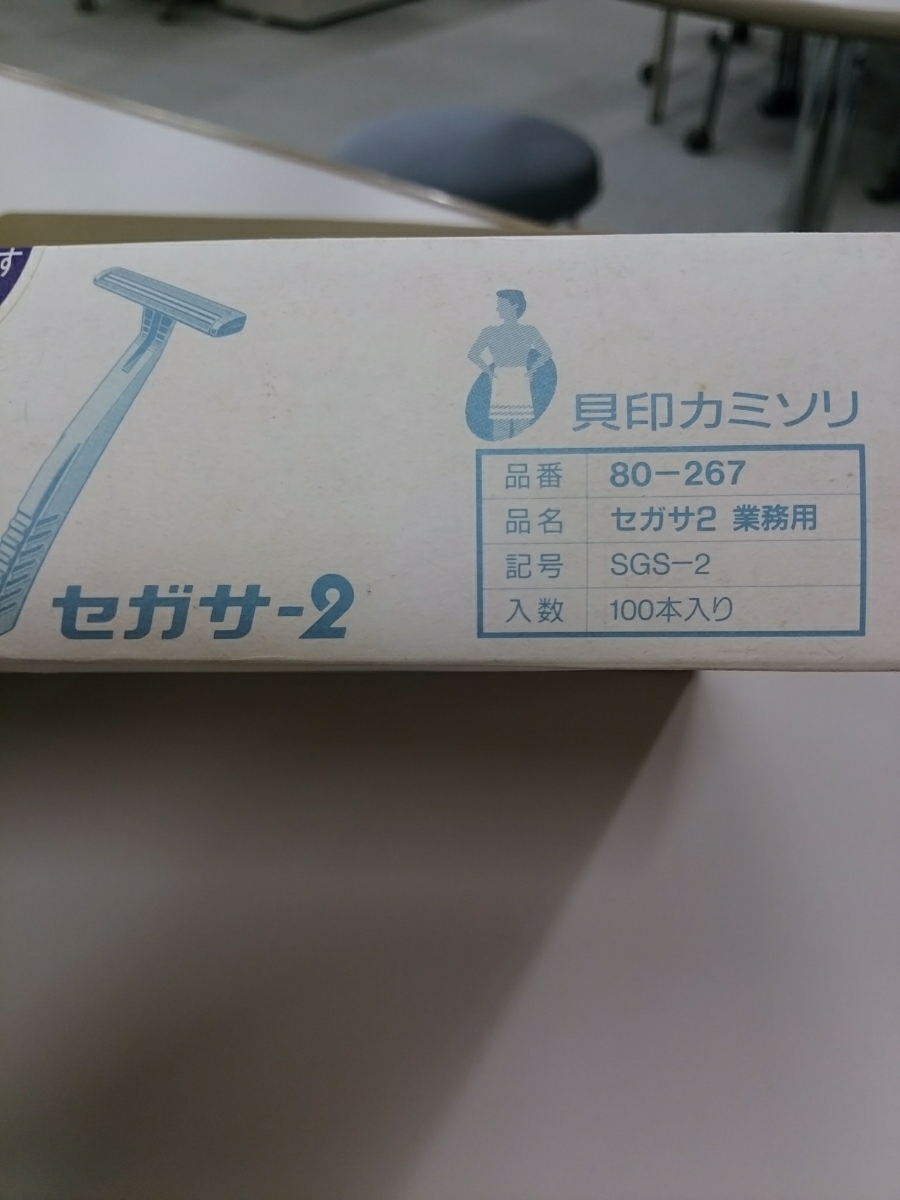 す
貝印カミソリ
品番 80-267
品名 セガサ2 業務用
記号 SGS-2
入数 100本入り
セガサ-2